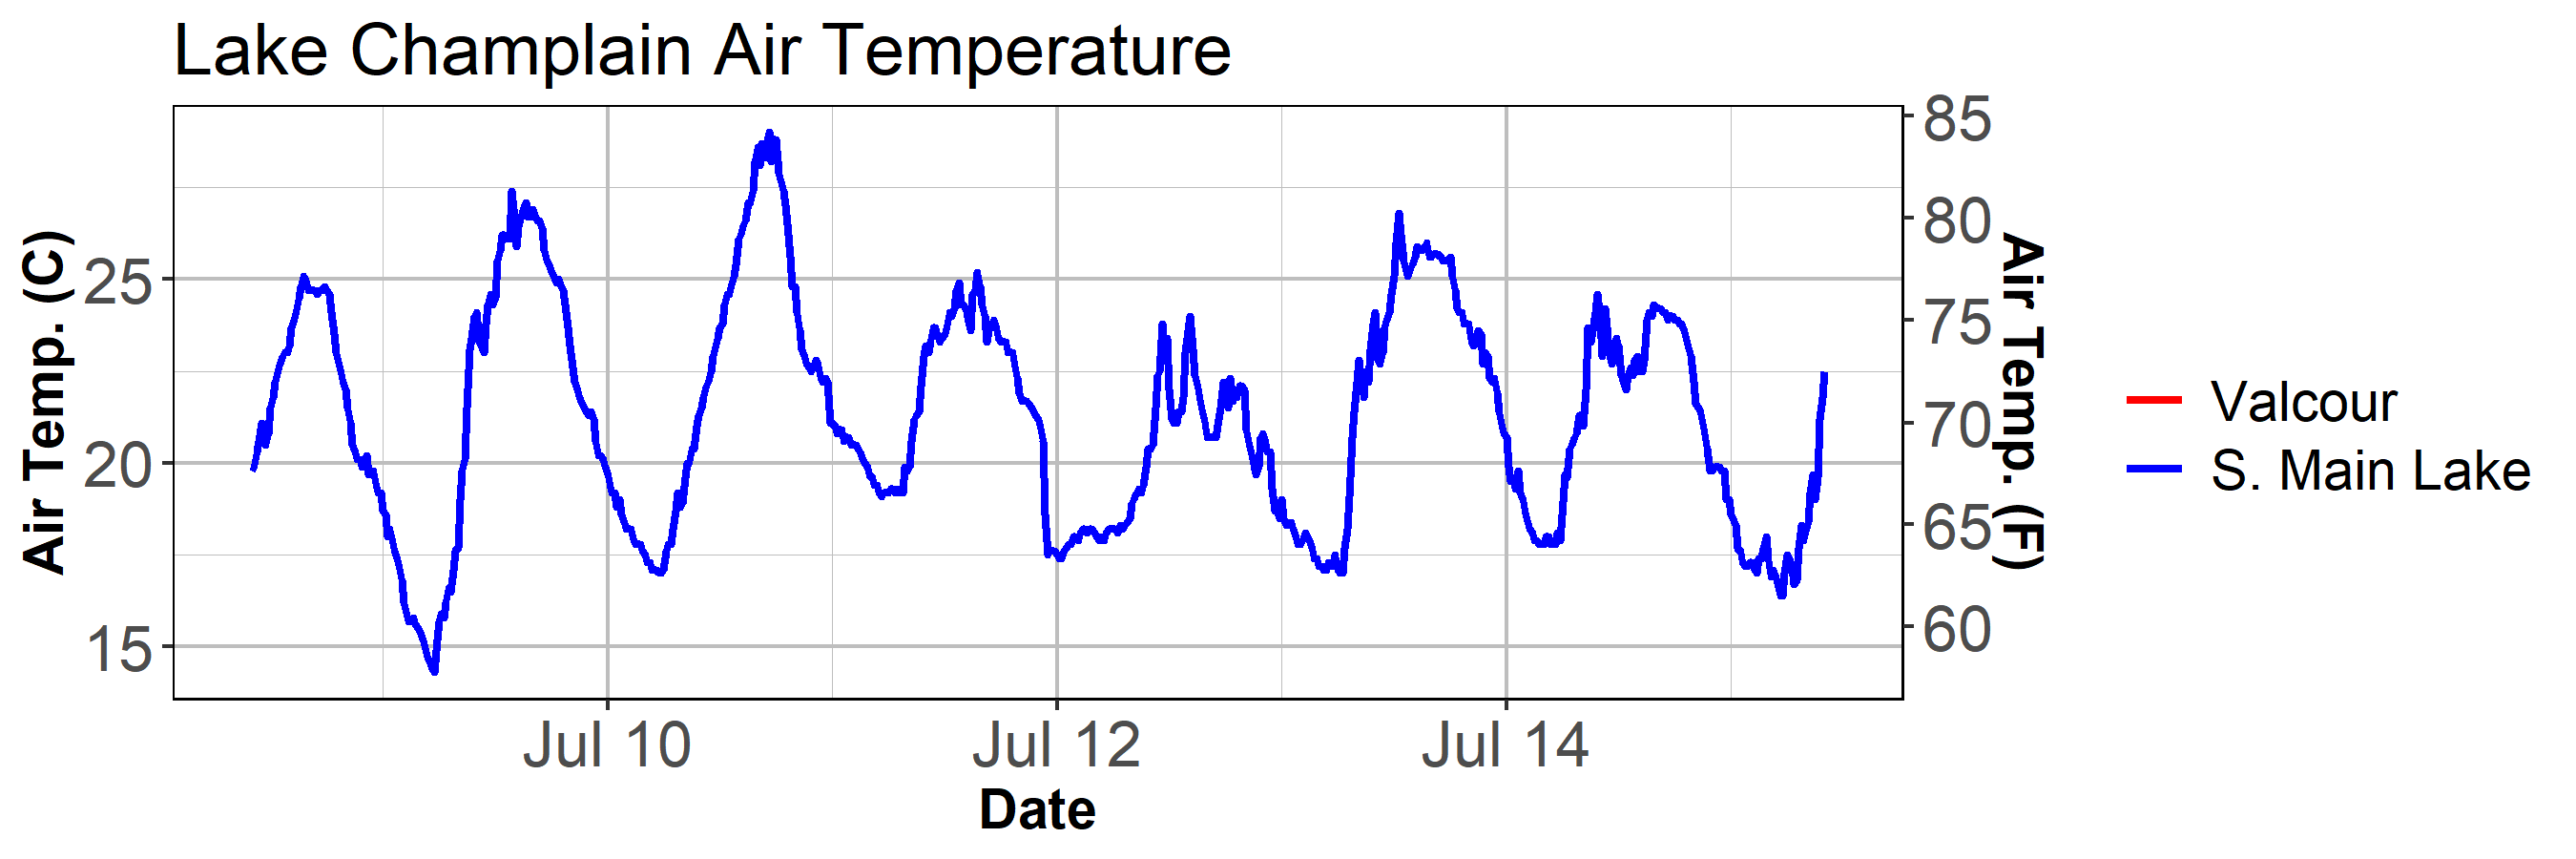 Lake Champlain Air Temperature
Air Temp. (C)
25
20
15
85
80
75
70
65
60
Air Temp. (F)
Jul 10
Jul 12
Jul 14
Date
Valcour
S. Main Lake